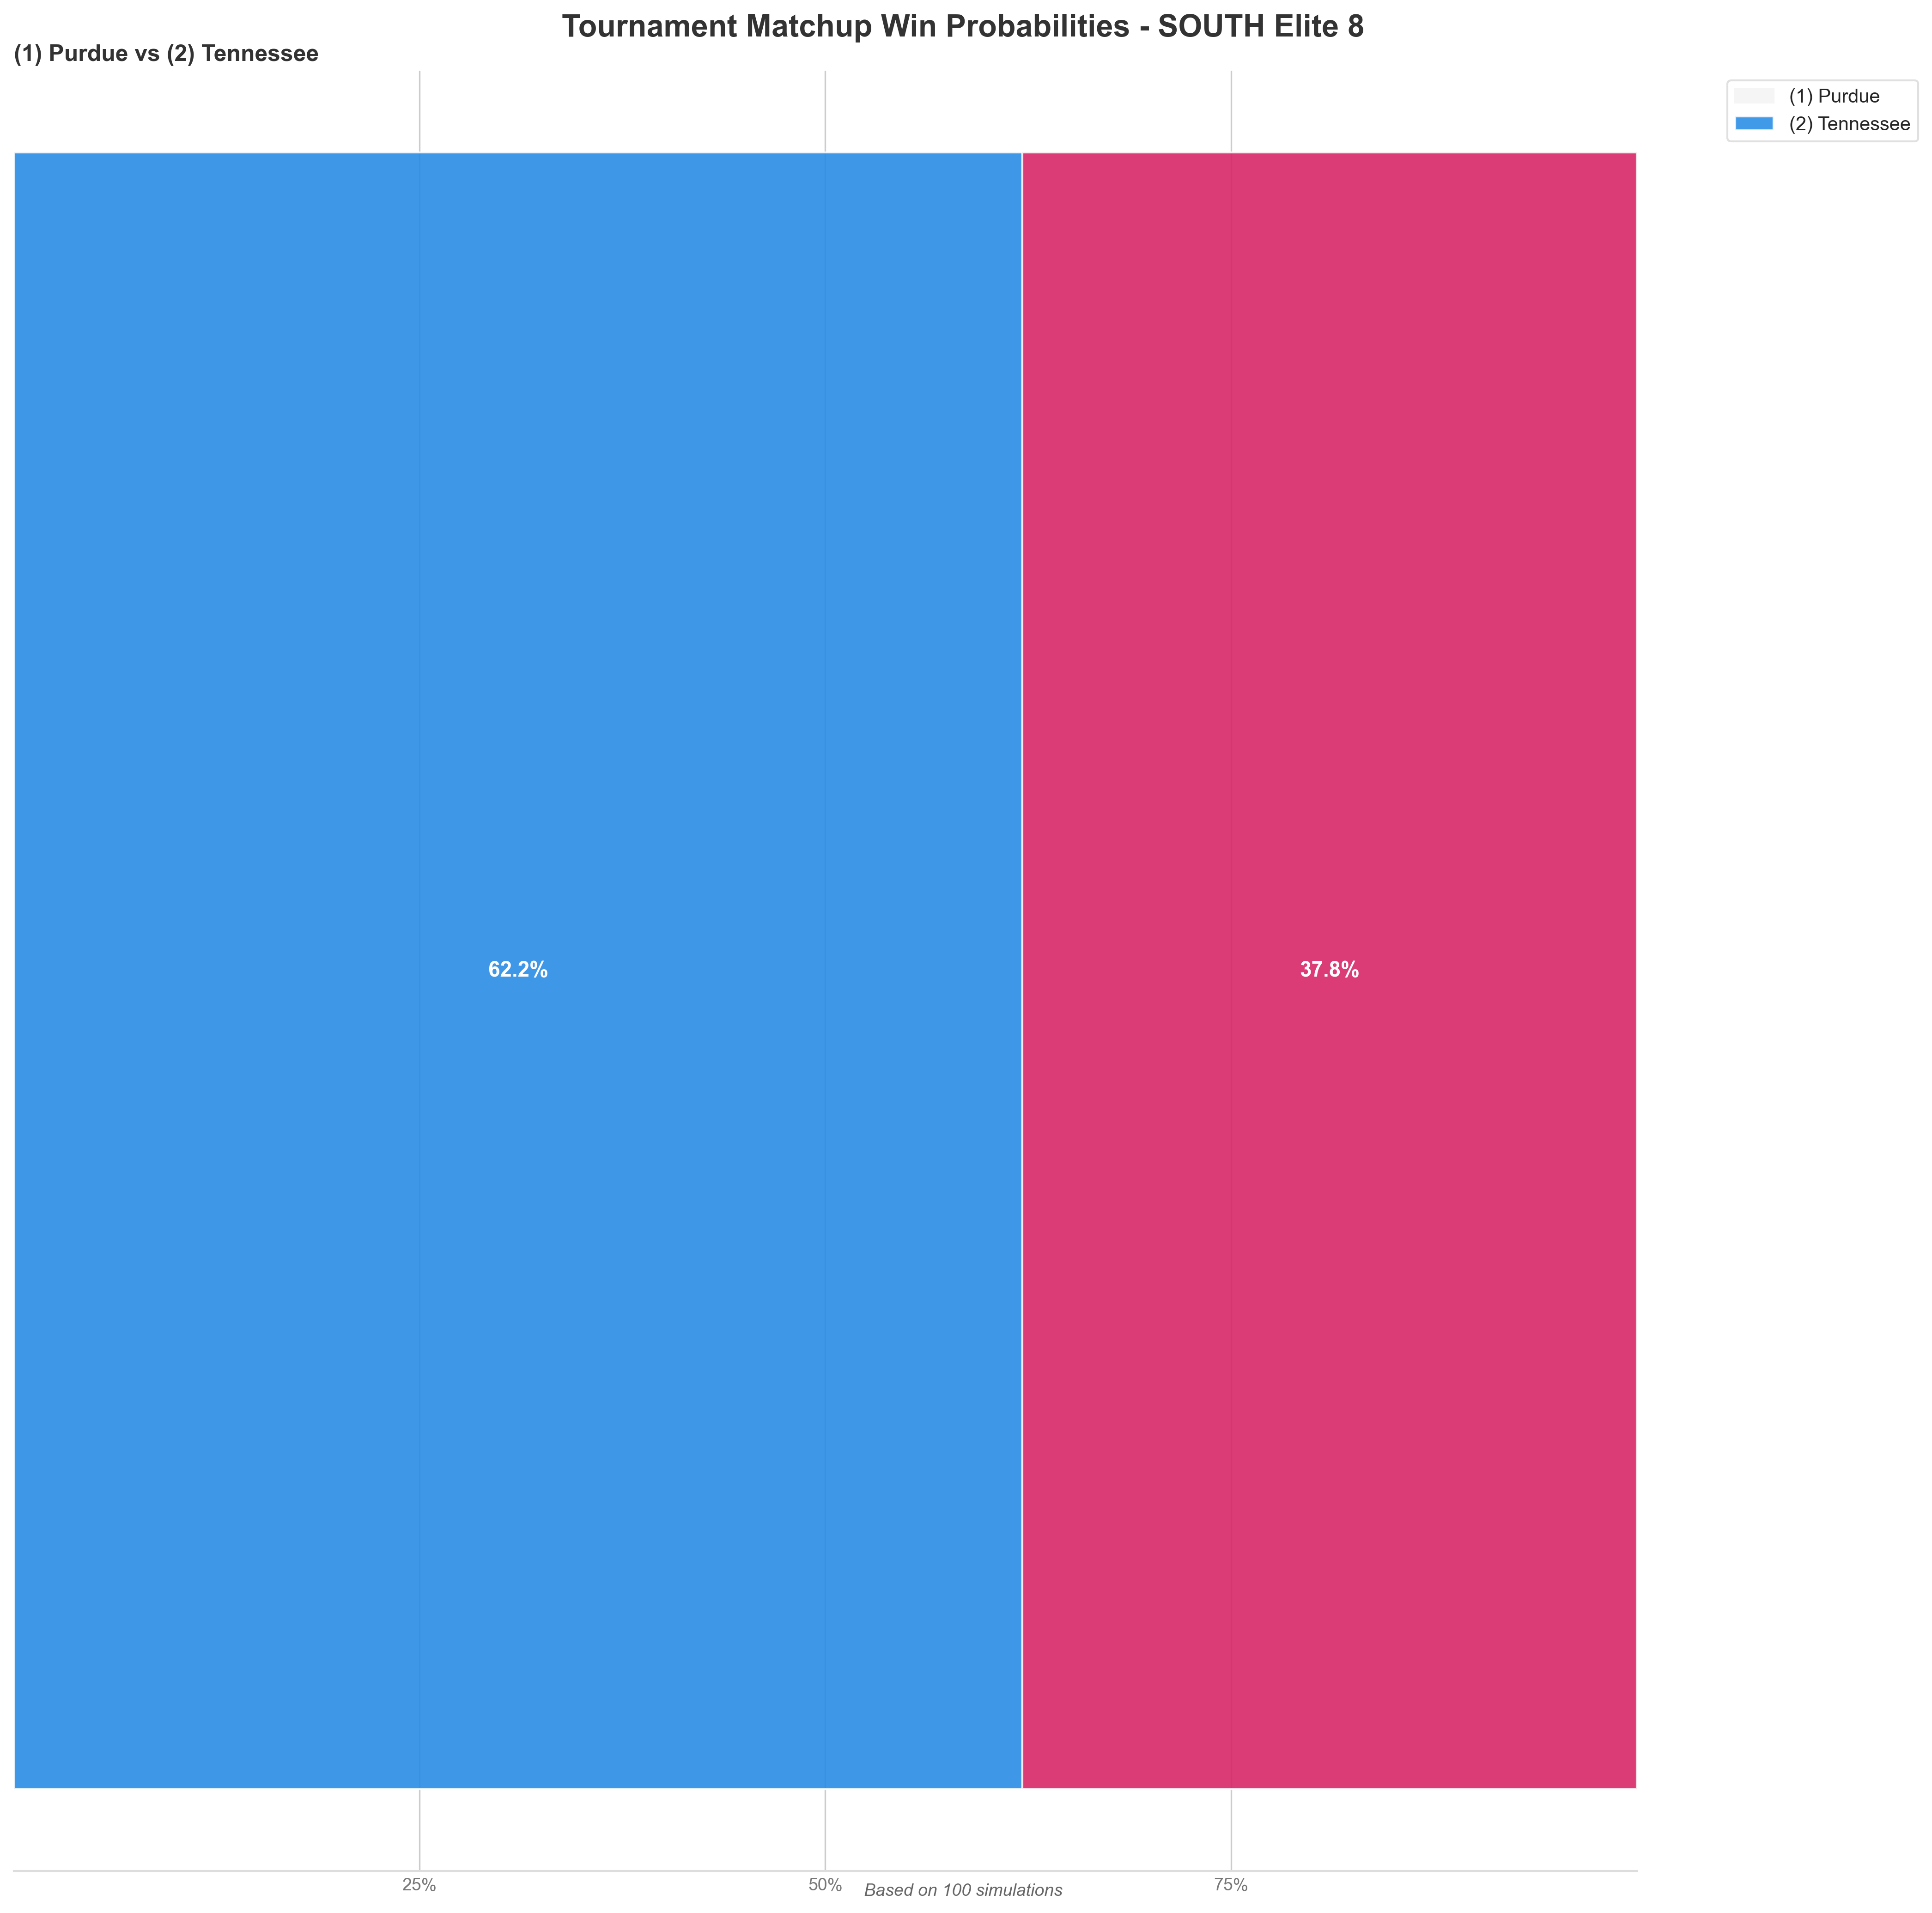 Tournament Matchup Win Probabilities - SOUTH Elite 8
(1) Purdue vs (2) Tennessee
(1) Purdue
(2) Tennessee
62.2%
37.8%
25%
50%
75%
Based on 100 simulations